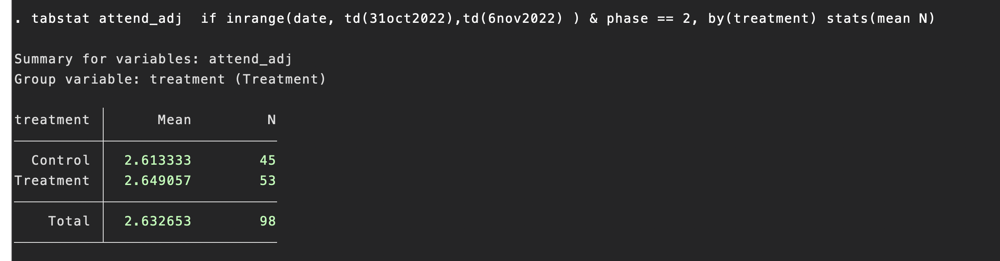 . tabstat attend_adj  if inrange(date, td(31oct2022),td(6nov2022) ) & phase == 2, by(treatment) stats(mean N)
Summary for variables: attend_adj
Group variable: treatment (Treatment)
treatment Mean N
Control 2.613333 45
Treatment 2.649057 53
Total 2.632653 98